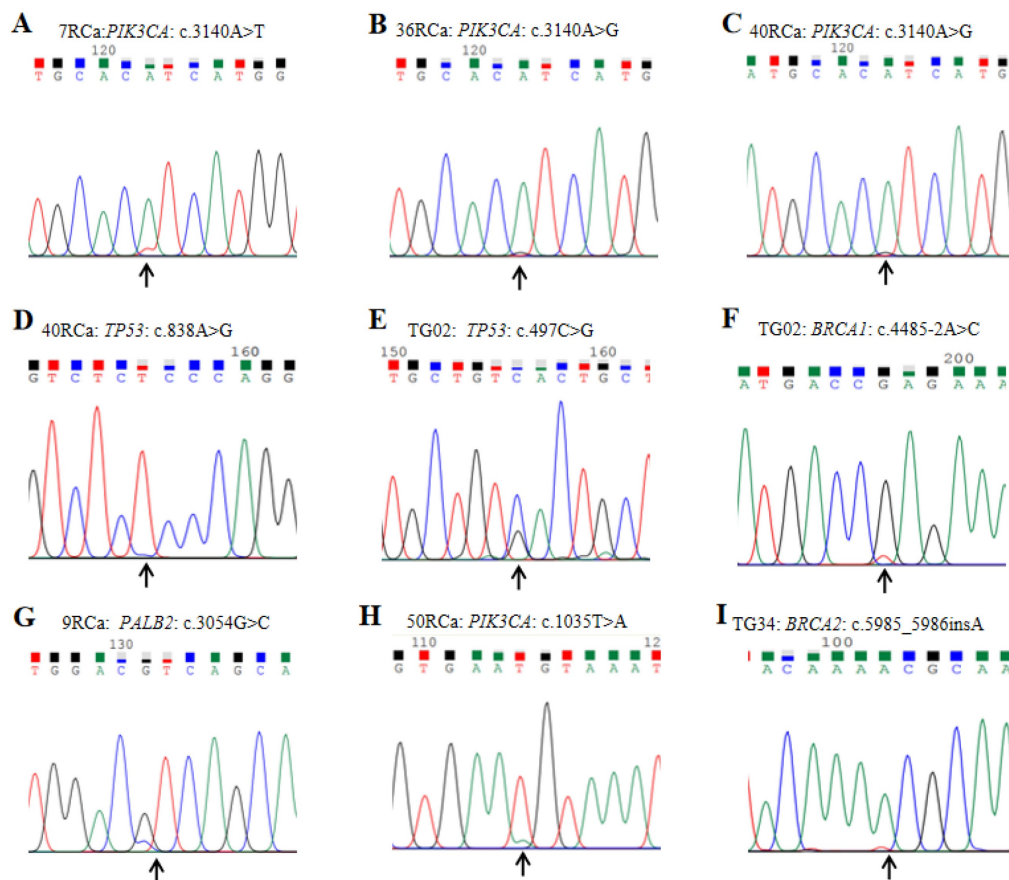 A 7RCa:PIK3CA: c.3140A>T
120
T G C A C A T C A T G G
B 36RCa: PIK3CA: c.3140A>G
120
T G C A C A T C A T G
C 40RCa: PIK3CA: c.3140A>G
120
A T G C A C A T C A T G
D 40RCa: TP53: c.838A>G
160
G T C T C T C C C A G G
E TG02: TP53: c.497C>G
150 160
T G C T G T C A C T G C T
F TG02: BRCA1: c.4485-2A>C
200
A T G A C C G A G A A A
G 9RCa: PALB2: c.3054G>C
130
T G G A C G T C A G C A
H 50RCa: PIK3CA: c.1035T>A
110 12
G T G A A T G T A A A T
I TG34: BRCA2: c.5985_5986insA
100
A C A A A A C G C A A